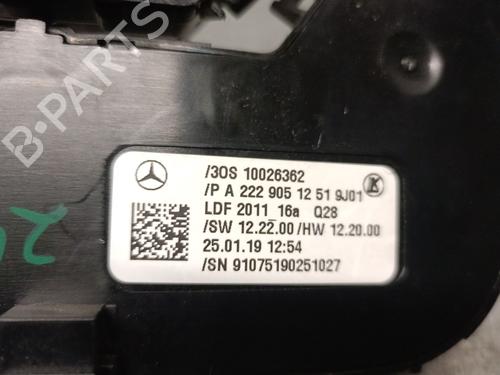 B-PARTS
/3OS 10026362
/P A 222 905 12 51 9J01
LDF 2011_16a Q28
/SW 12.22.00 /HW 12.20.00
25.01.19 12:54
/SN 91075190251027